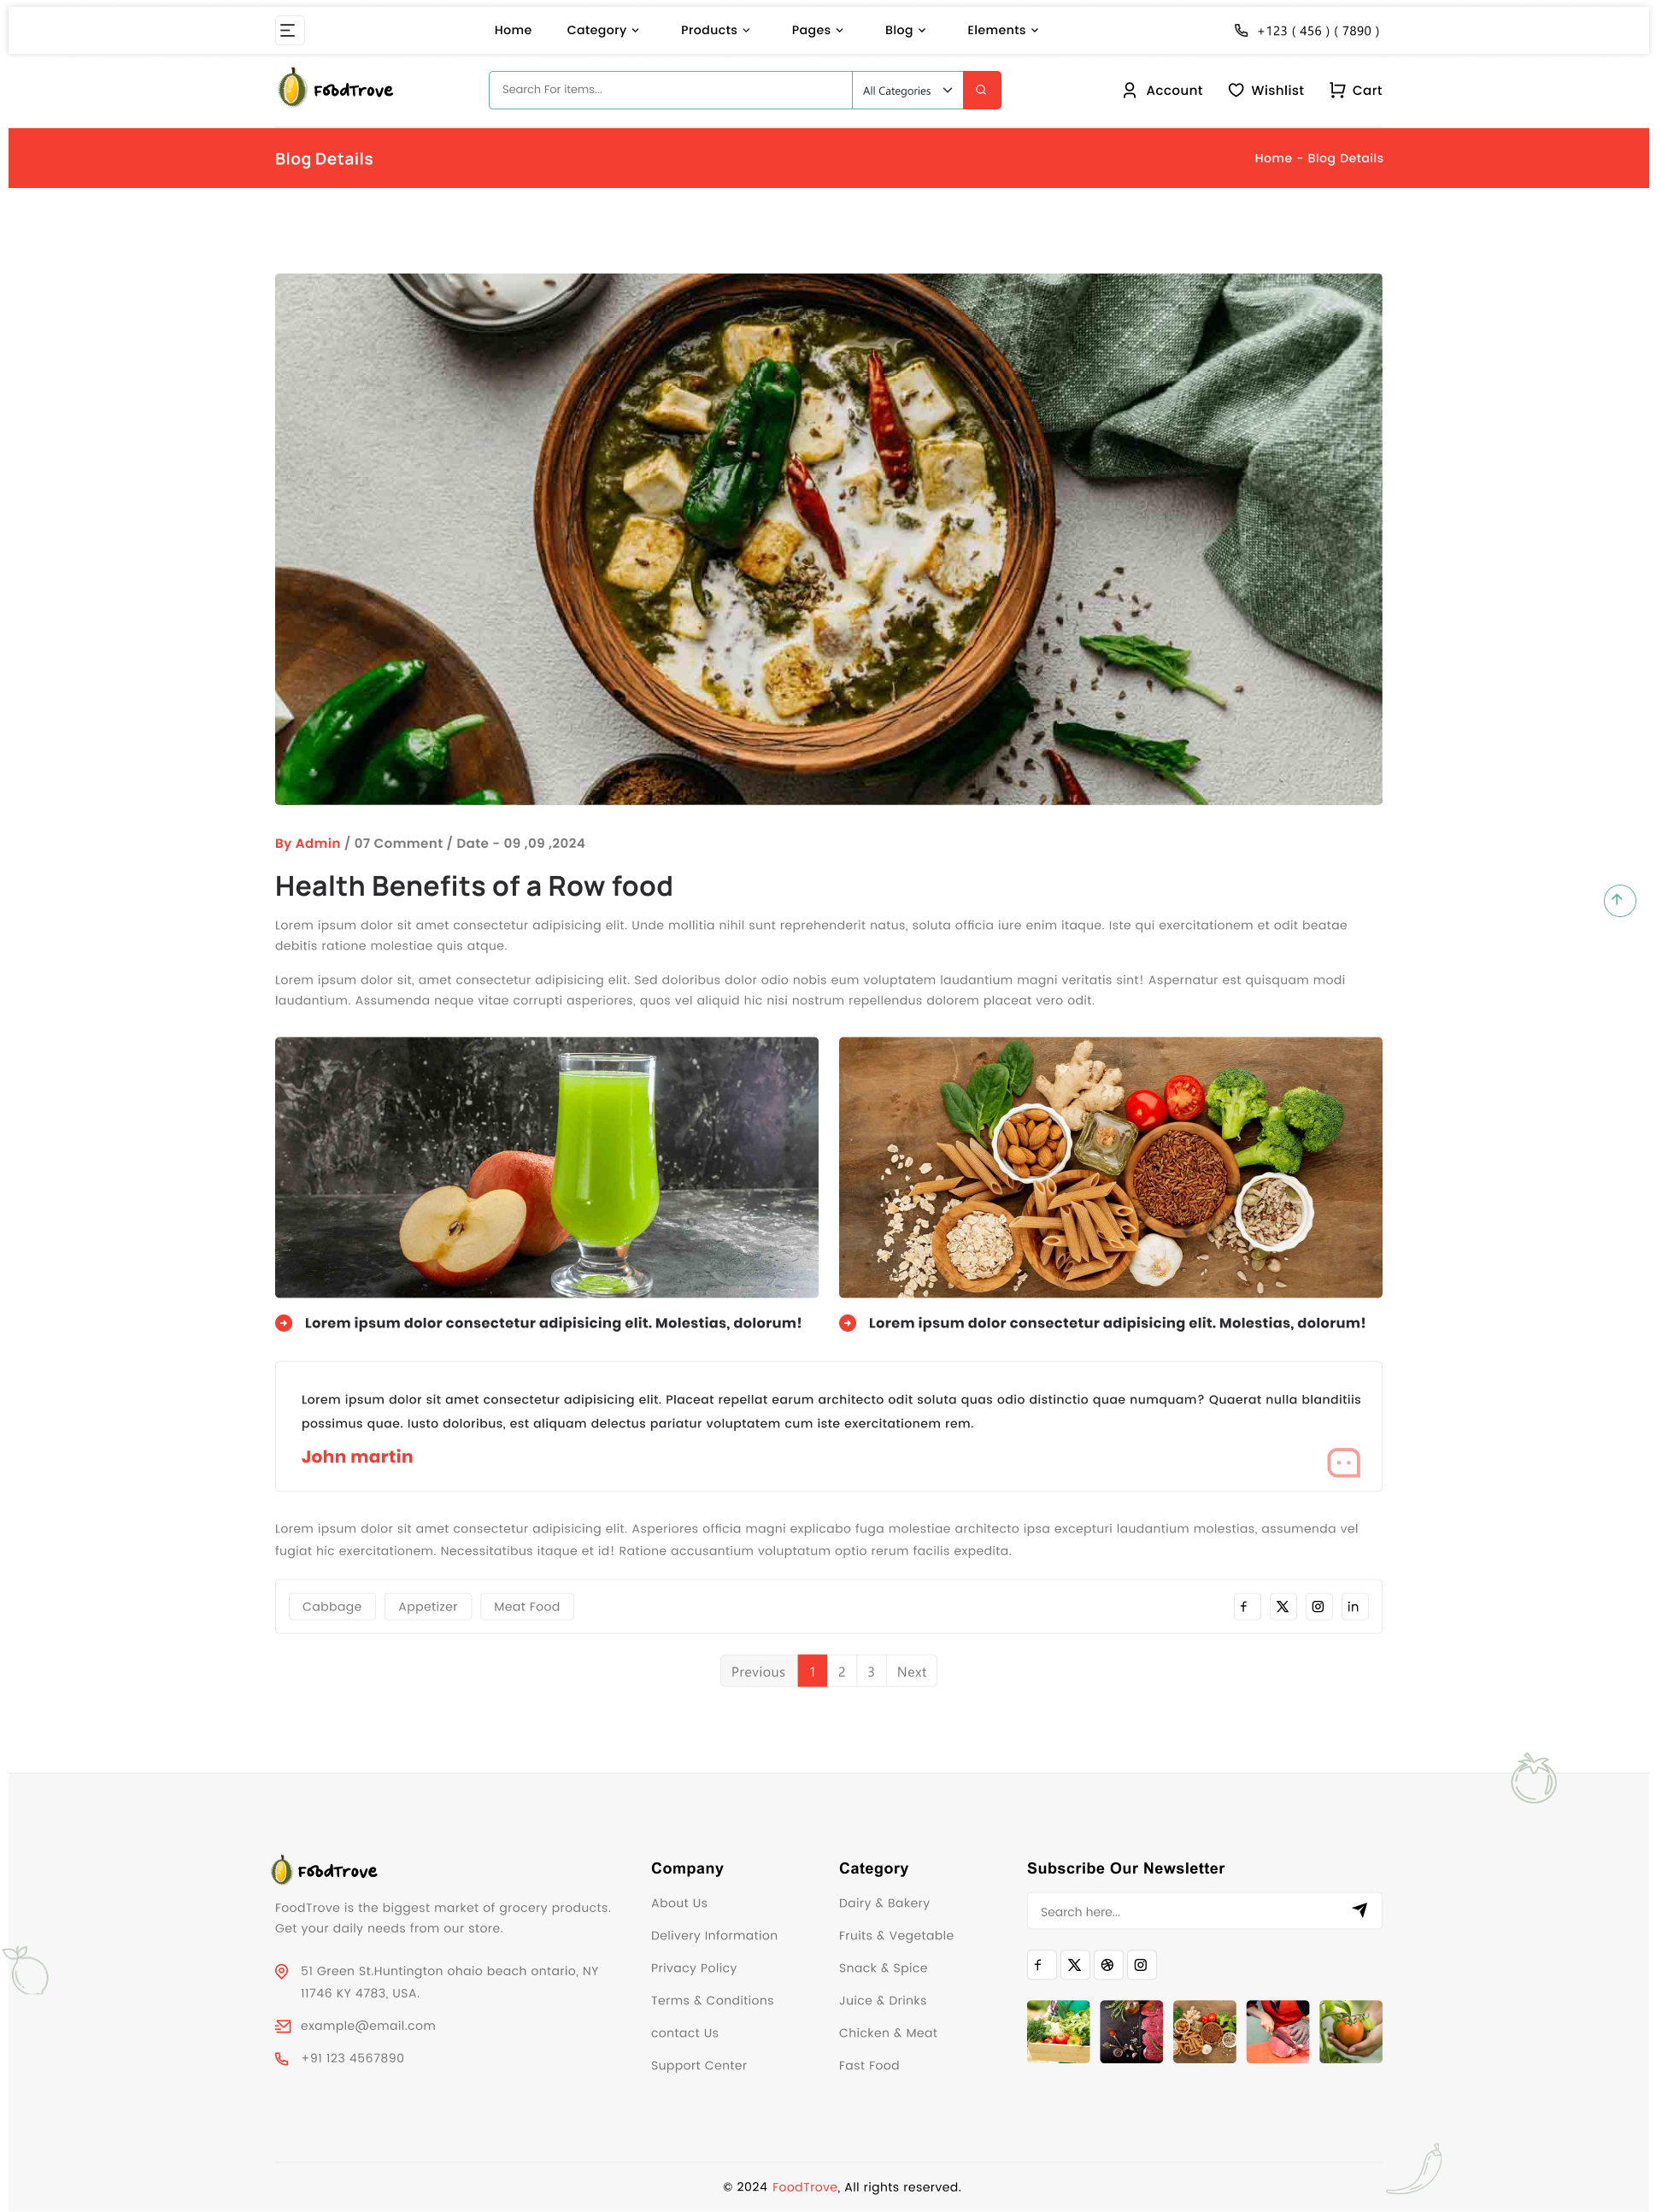 Home Category Products Pages Blog Elements +123 ( 456 ) ( 7890 )
FoodTrove Search For items... All Categories Account Wishlist Cart
Blog Details Home - Blog Details
By Admin / 07 Comment / Date - 09 ,09 ,2024
Health Benefits of a Row food
Lorem ipsum dolor sit amet consectetur adipisicing elit. Unde mollitia nihil sunt reprehenderit natus, soluta officia iure enim itaque. Iste qui exercitationem et odit beatae
debitis ratione molestiae quis atque.
Lorem ipsum dolor sit, amet consectetur adipisicing elit. Sed doloribus dolor odio nobis eum voluptatem laudantium magni veritatis sint! Aspernatur est quisquam modi
laudantium. Assumenda neque vitae corrupti asperiores, quos vel aliquid hic nisi nostrum repellendus dolorem placeat vero odit.
Lorem ipsum dolor consectetur adipisicing elit. Molestias, dolorum!
Lorem ipsum dolor consectetur adipisicing elit. Molestias, dolorum!
Lorem ipsum dolor sit amet consectetur adipisicing elit. Placeat repellat earum architecto odit soluta quas odio distinctio quae numquam? Quaerat nulla blanditiis
possimus quae. Iusto doloribus, est aliquam delectus pariatur voluptatem cum iste exercitationem rem.
John martin
Lorem ipsum dolor sit amet consectetur adipisicing elit. Asperiores officia magni explicabo fuga molestiae architecto ipsa excepturi laudantium molestias, assumenda vel
fugiat hic exercitationem. Necessitatibus itaque et id! Ratione accusantium voluptatum optio rerum facilis expedita.
Cabbage Appetizer Meat Food
Previous 1 2 3 Next
FoodTrove
FoodTrove is the biggest market of grocery products.
Get your daily needs from our store.
51 Green St.Huntington ohaio beach ontario, NY
11746 KY 4783, USA.
example@email.com
+91 123 4567890
Company
About Us
Delivery Information
Privacy Policy
Terms & Conditions
contact Us
Support Center
Category
Dairy & Bakery
Fruits & Vegetable
Snack & Spice
Juice & Drinks
Chicken & Meat
Fast Food
Subscribe Our Newsletter
Search here...
© 2024 FoodTrove, All rights reserved.